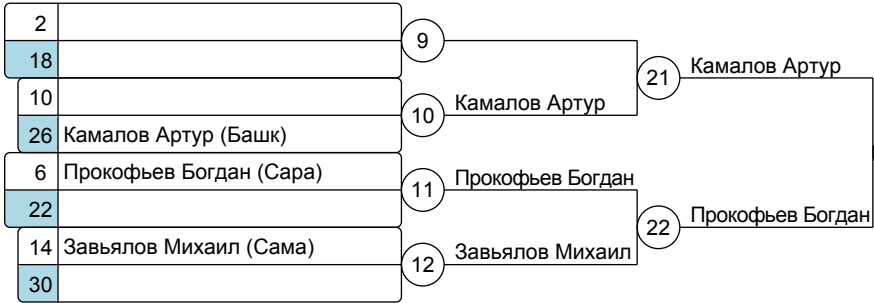 2
18
9
10
26 Камалов Артур (Башк)
10
Камалов Артур
21
Камалов Артур
6 Прокофьев Богдан (Сара)
22
11
Прокофьев Богдан
14 Завьялов Михаил (Сама)
30
12
Завьялов Михаил
22
Прокофьев Богдан